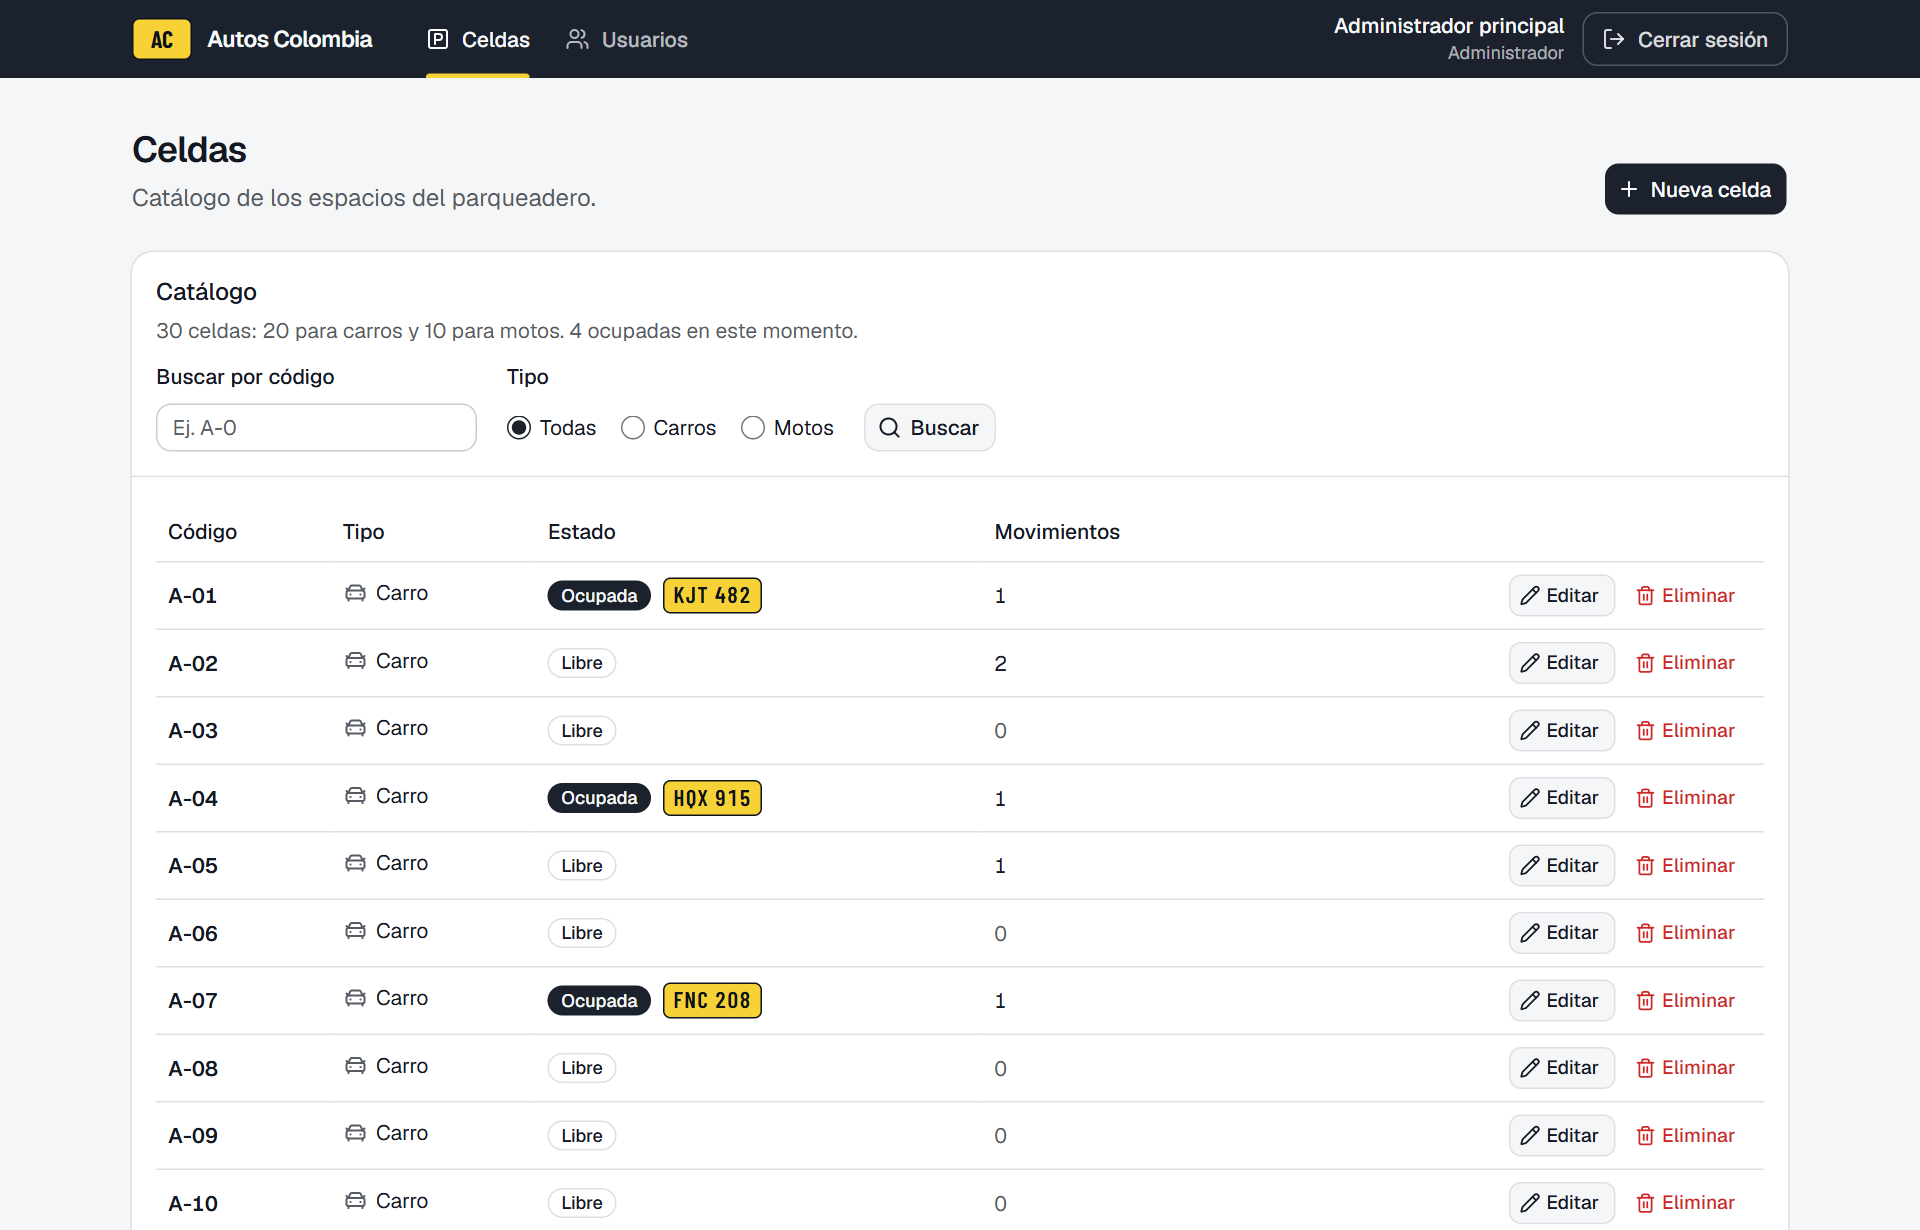 AC Autos Colombia Celdas Usuarios Administrador principal Cerrar sesión
Administrador
Celdas
Catálogo de los espacios del parqueadero.
Nueva celda
Catálogo
30 celdas: 20 para carros y 10 para motos. 4 ocupadas en este momento.
Buscar por código Tipo
Ej. A-0 Todas Carros Motos Buscar
Código Tipo Estado Movimientos
A-01 Carro Ocupada KJT 482 1 Editar Eliminar
A-02 Carro Libre 2 Editar Eliminar
A-03 Carro Libre 0 Editar Eliminar
A-04 Carro Ocupada HQX 915 1 Editar Eliminar
A-05 Carro Libre 1 Editar Eliminar
A-06 Carro Libre 0 Editar Eliminar
A-07 Carro Ocupada FNC 208 1 Editar Eliminar
A-08 Carro Libre 0 Editar Eliminar
A-09 Carro Libre 0 Editar Eliminar
A-10 Carro Libre 0 Editar Eliminar